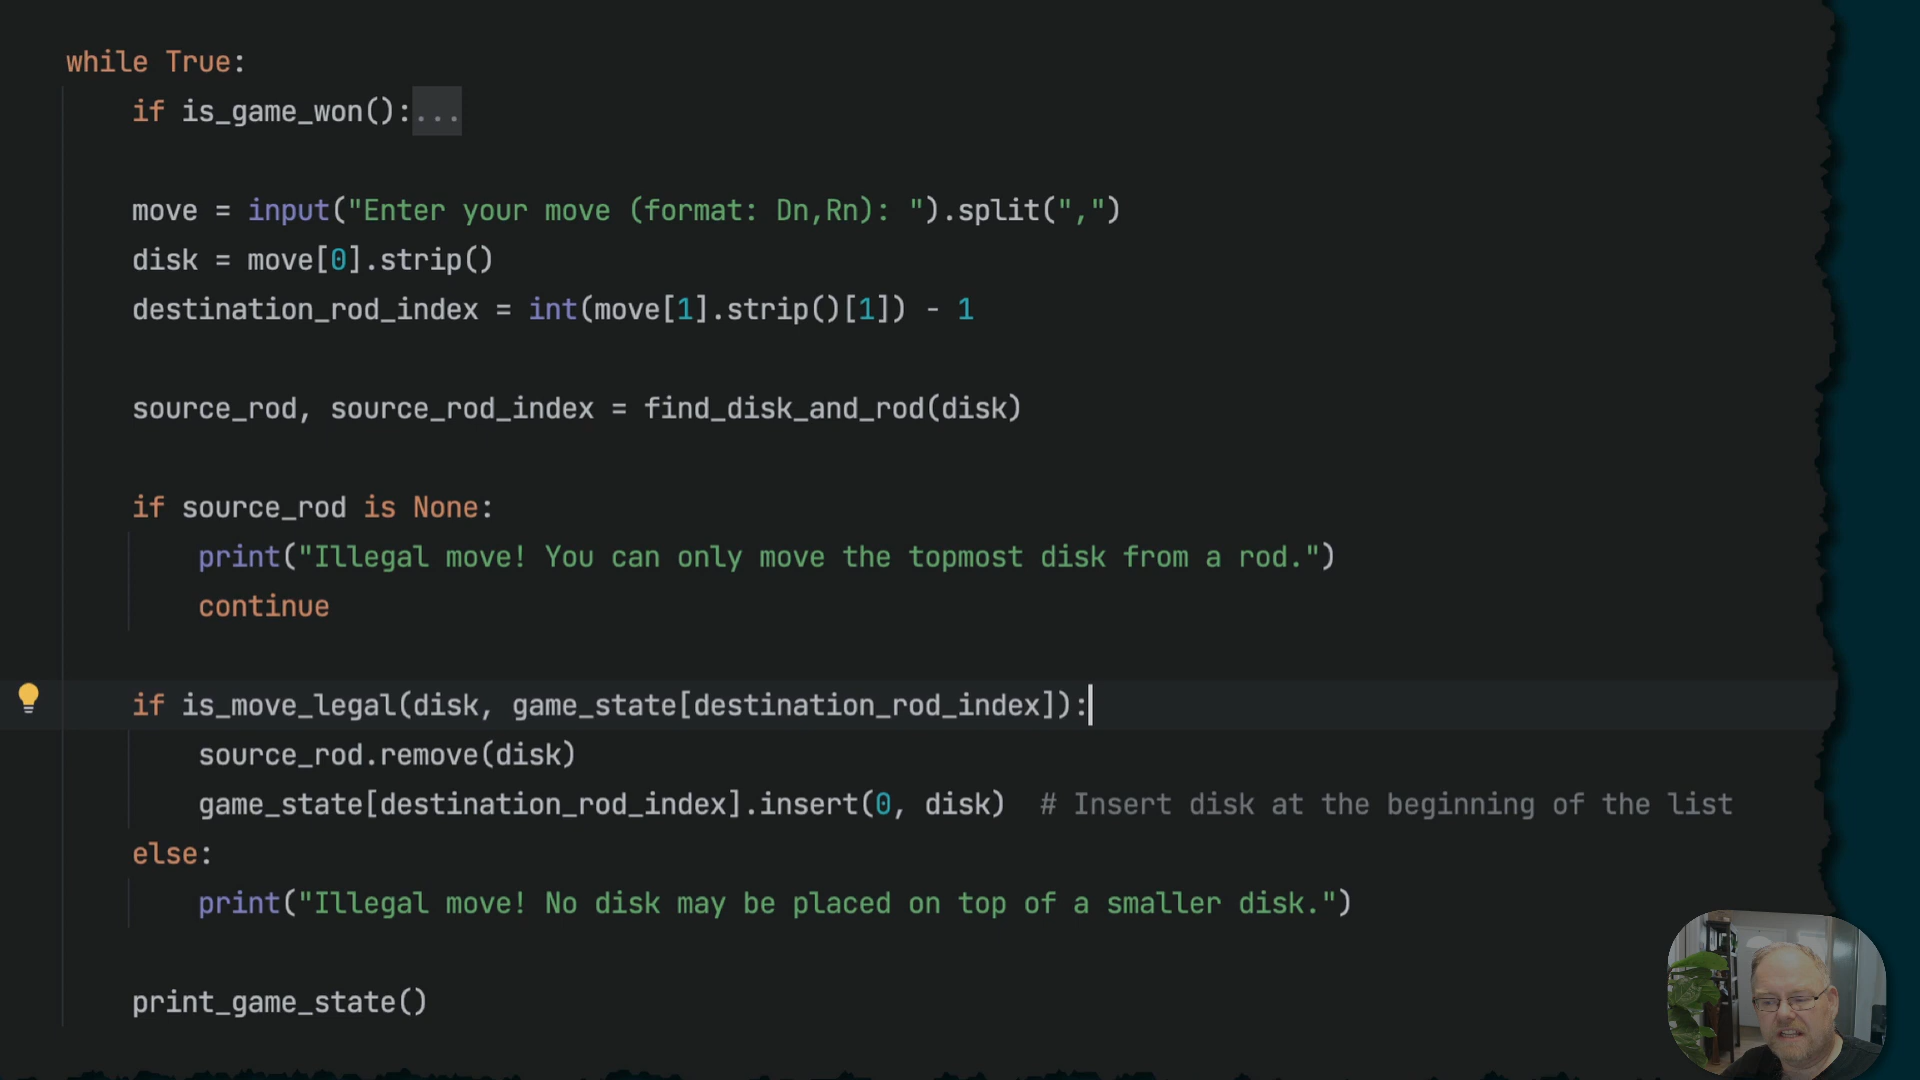 while True:
if is_game_won():...
move = input("Enter your move (format: Dn,Rn): ").split(",")
disk = move[0].strip()
destination_rod_index = int(move[1].strip()[1]) - 1
source_rod, source_rod_index = find_disk_and_rod(disk)
if source_rod is None:
print("Illegal move! You can only move the topmost disk from a rod.")
continue
if is_move_legal(disk, game_state[destination_rod_index]):
source_rod.remove(disk)
game_state[destination_rod_index].insert(0, disk)  # Insert disk at the beginning of the list
else:
print("Illegal move! No disk may be placed on top of a smaller disk.")
print_game_state()